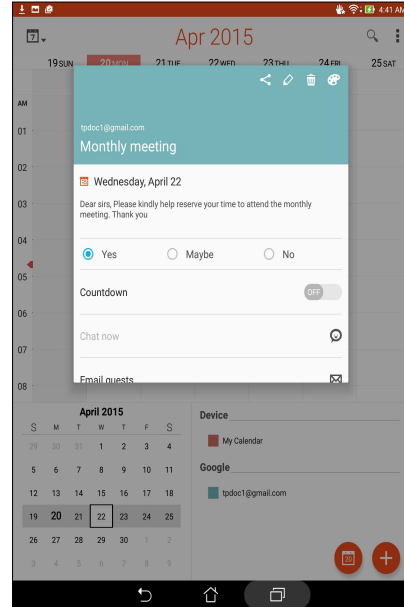 4:41 AM
7
Apr 2015
19 SUN 20 MON 21 TUE 22 WED 23 THU 24 FRI 25 SAT
AM
01
02
03
04
05
06
07
08
tpdoc1@gmail.com
Monthly meeting
Wednesday, April 22
Dear sirs, Please kindly help reserve your time to attend the monthly
meeting. Thank you
Yes Maybe No
Countdown OFF
Chat now
Email guests
April 2015
S M T W T F S
29 30 31 1 2 3 4
5 6 7 8 9 10 11
12 13 14 15 16 17 18
19 20 21 22 23 24 25
26 27 28 29 30 1 2
3 4 5 6 7 8 9
Device
My Calendar
Google
tpdoc1@gmail.com
20